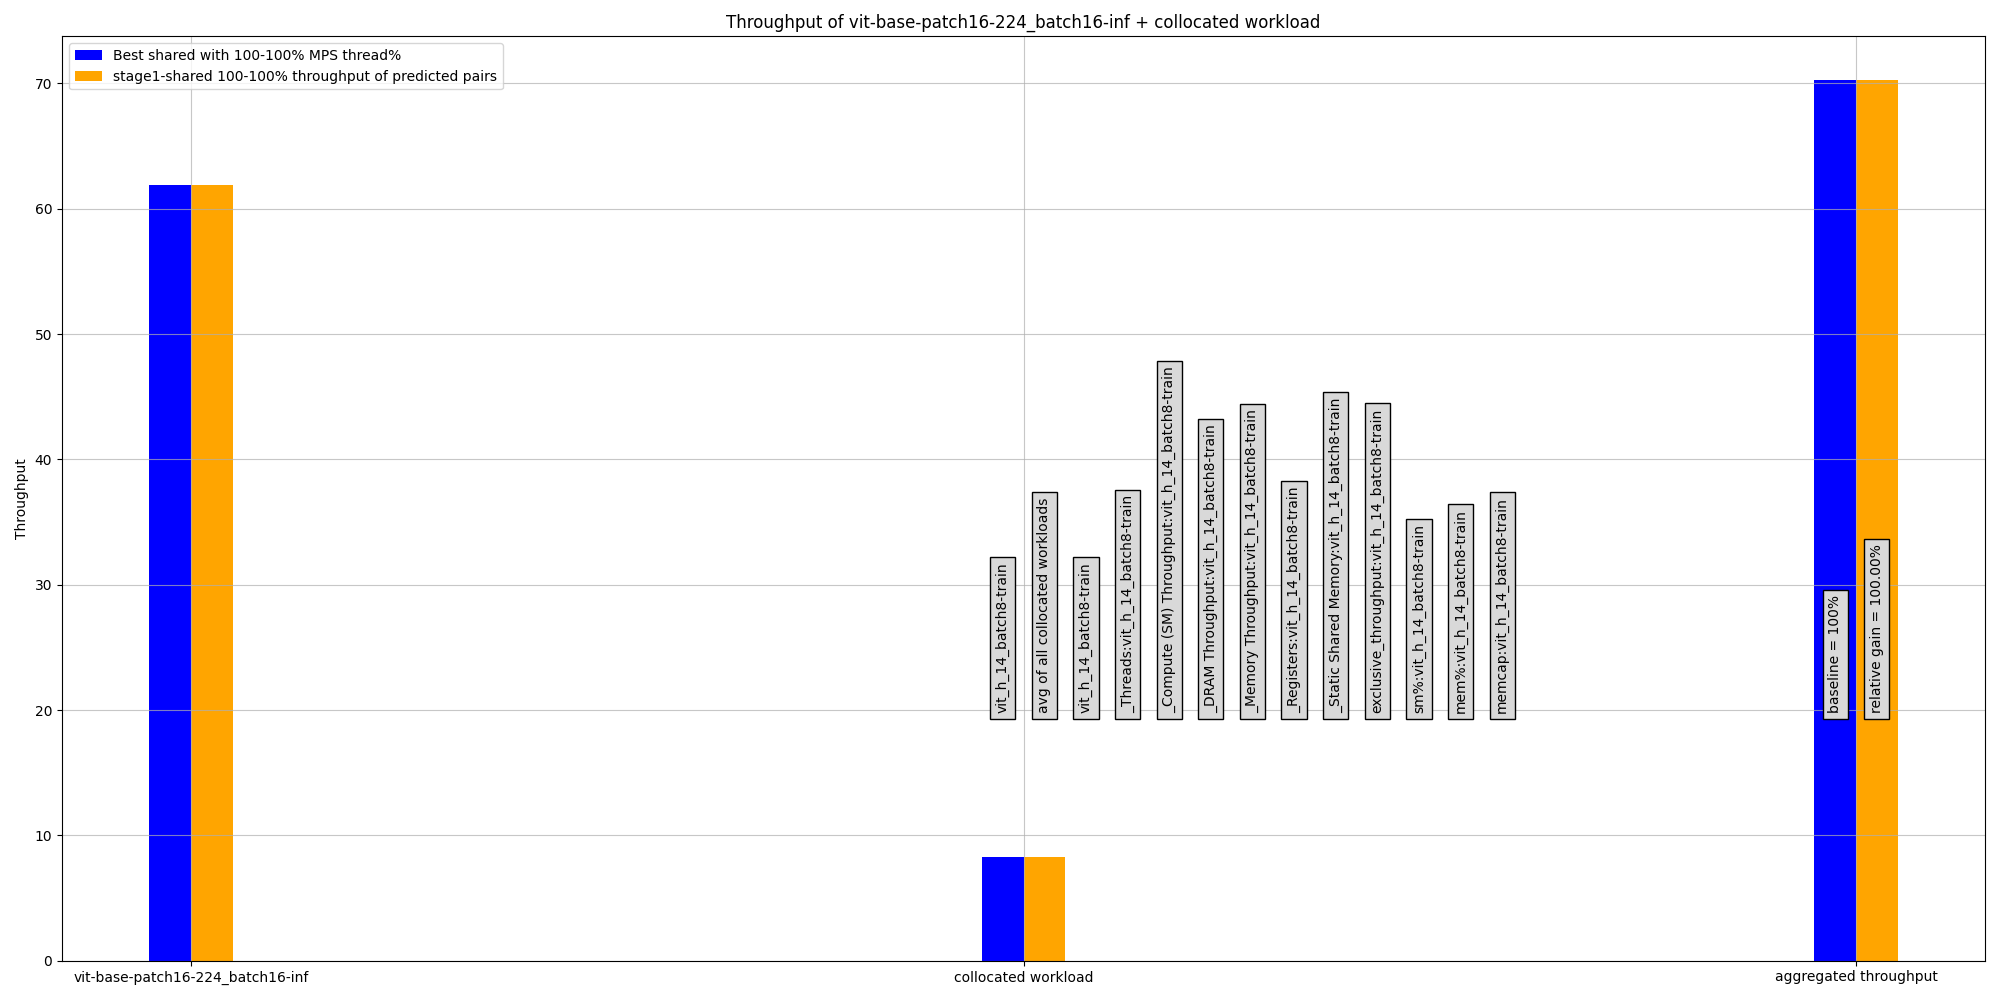 Throughput of vit-base-patch16-224_batch16-inf + collocated workload
Best shared with 100-100% MPS thread%
stage1-shared 100-100% throughput of predicted pairs
Throughput
70
60
50
40
30
20
10
0
vit_h_14_batch8-train
avg of all collocated workloads
vit_h_14_batch8-train
_Threads:vit_h_14_batch8-train
_Compute (SM) Throughput:vit_h_14_batch8-train
_DRAM Throughput:vit_h_14_batch8-train
_Memory Throughput:vit_h_14_batch8-train
_Registers:vit_h_14_batch8-train
_Static Shared Memory:vit_h_14_batch8-train
exclusive_throughput:vit_h_14_batch8-train
sm%:vit_h_14_batch8-train
mem%:vit_h_14_batch8-train
memcap:vit_h_14_batch8-train
baseline = 100%
relative gain = 100.00%
vit-base-patch16-224_batch16-inf
collocated workload
aggregated throughput